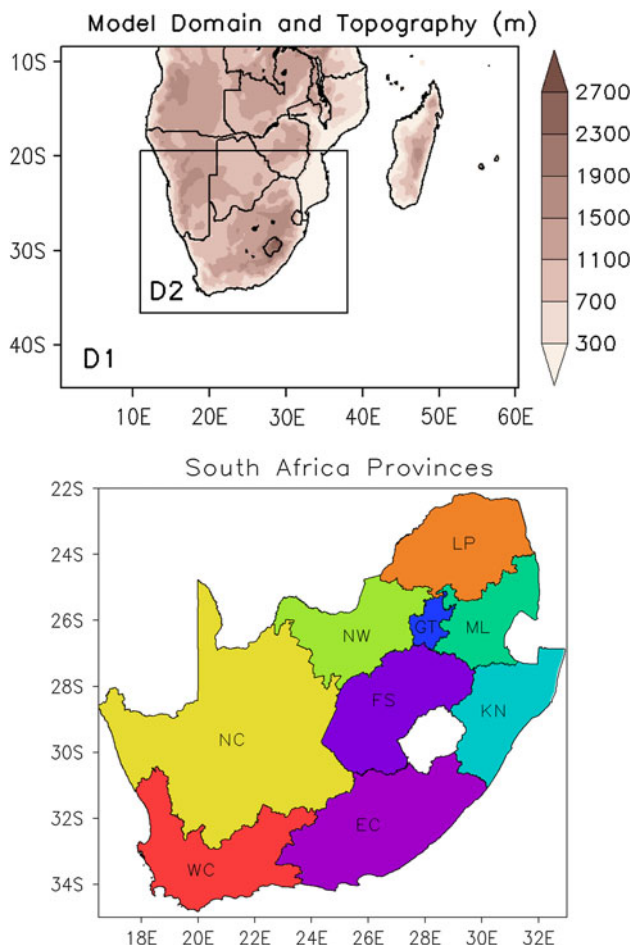 Model Domain and Topography (m)
10S
20S
30S
40S
D2
D1
10E 20E 30E 40E 50E 60E
2700
2300
1900
1500
1100
700
300
South Africa Provinces
22S
24S
26S
28S
30S
32S
34S
LP
NW GT ML
FS
KN
NC
EC
WC
18E 20E 22E 24E 26E 28E 30E 32E